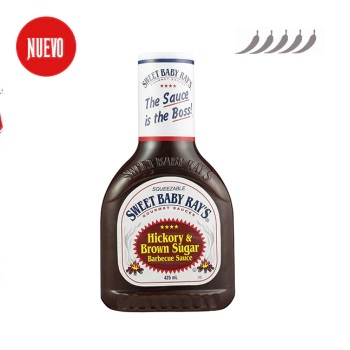 NUEVO
SWEET BABY RAY'S
The Sauce
is the Boss!
SQUEEZABLE
SWEET BABY RAY'S
GOURMET SAUCES
Hickory &
Brown Sugar
Barbecue Sauce
425 mL